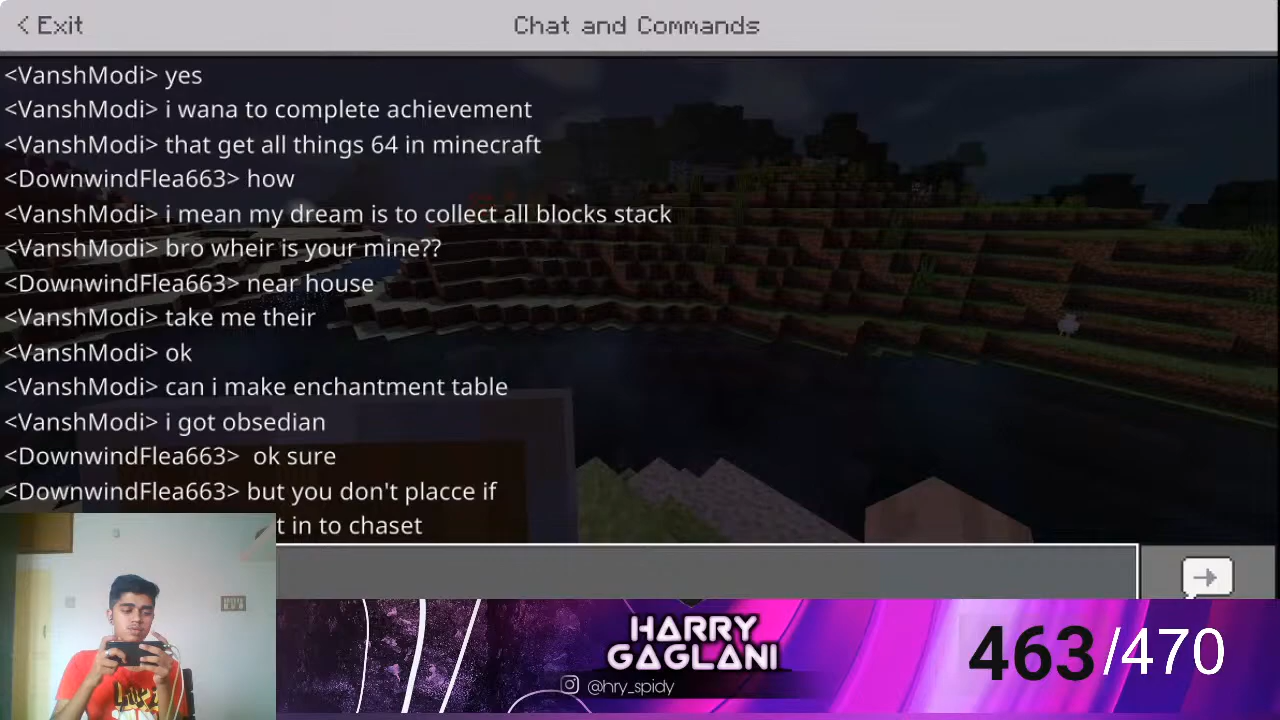 < Exit
Chat and Commands
<VanshModi> yes
<VanshModi> i wana to complete achievement
<VanshModi> that get all things 64 in minecraft
<DownwindFlea663> how
<VanshModi> i mean my dream is to collect all blocks stack
<VanshModi> bro wheir is your mine??
<DownwindFlea663> near house
<VanshModi> take me their
<VanshModi> ok
<VanshModi> can i make enchantment table
<VanshModi> i got obsedian
<DownwindFlea663>  ok sure
<DownwindFlea663> but you don't placce if
t in to chaset
HARRY
GAGLANI
@hry_spidy
463/470